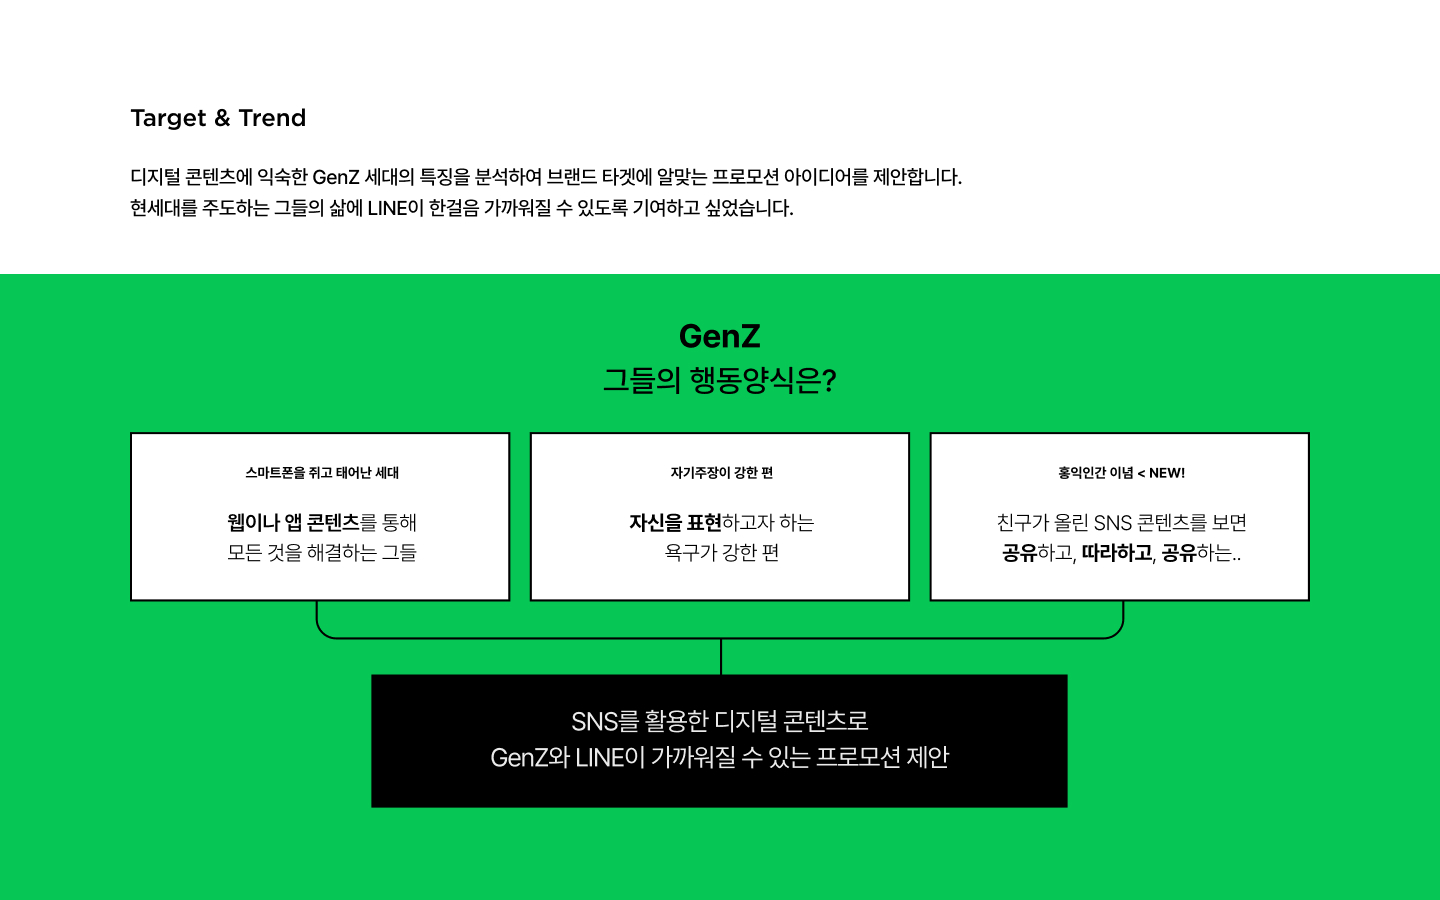 Target & Trend
디지털 콘텐츠에 익숙한 GenZ 세대의 특징을 분석하여 브랜드 타겟에 알맞는 프로모션 아이디어를 제안합니다.
현세대를 주도하는 그들의 삶에 LINE이 한걸음 가까워질 수 있도록 기여하고 싶었습니다.
GenZ
그들의 행동양식은?
스마트폰을 쥐고 태어난 세대
웹이나 앱 콘텐츠를 통해
모든 것을 해결하는 그들
자기주장이 강한 편
자신을 표현하고자 하는
욕구가 강한 편
홍익인간 이념 < NEW!
친구가 올린 SNS 콘텐츠를 보면
공유하고, 따라하고, 공유하는..
SNS를 활용한 디지털 콘텐츠로
GenZ와 LINE이 가까워질 수 있는 프로모션 제안